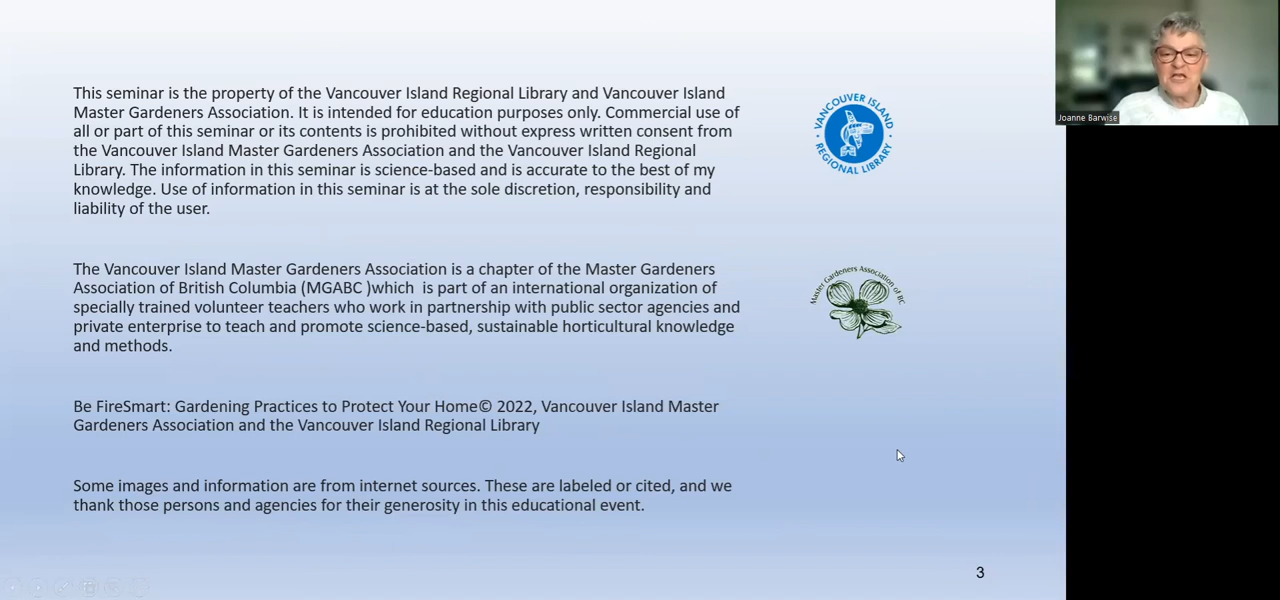 This seminar is the property of the Vancouver Island Regional Library and Vancouver Island
Master Gardeners Association. It is intended for education purposes only. Commercial use of
all or part of this seminar or its contents is prohibited without express written consent from
the Vancouver Island Master Gardeners Association and the Vancouver Island Regional
Library. The information in this seminar is science-based and is accurate to the best of my
knowledge. Use of information in this seminar is at the sole discretion, responsibility and
liability of the user.
VANCOUVER ISLAND
REGIONAL LIBRARY
Joanne Barwise
The Vancouver Island Master Gardeners Association is a chapter of the Master Gardeners
Association of British Columbia (MGABC )which  is part of an international organization of
specially trained volunteer teachers who work in partnership with public sector agencies and
private enterprise to teach and promote science-based, sustainable horticultural knowledge
and methods.
Master Gardeners Association of BC
Be FireSmart: Gardening Practices to Protect Your Home© 2022, Vancouver Island Master
Gardeners Association and the Vancouver Island Regional Library
Some images and information are from internet sources. These are labeled or cited, and we
thank those persons and agencies for their generosity in this educational event.
3